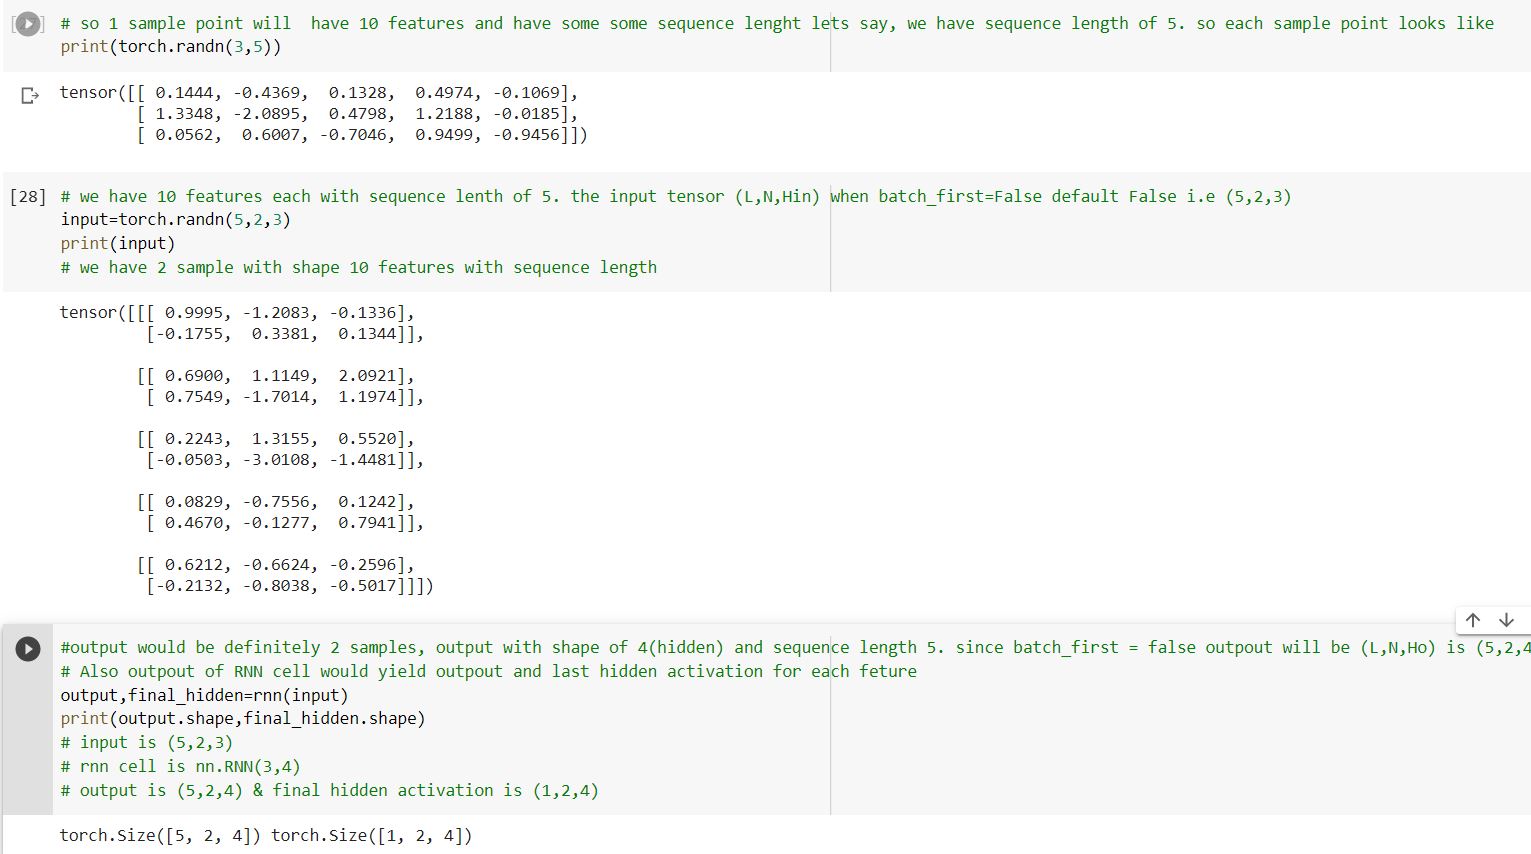 # so 1 sample point will  have 10 features and have some some sequence lenght lets say, we have sequence length of 5. so each sample point looks like
print(torch.randn(3,5))
tensor([[ 0.1444, -0.4369,  0.1328,  0.4974, -0.1069],
        [ 1.3348, -2.0895,  0.4798,  1.2188, -0.0185],
        [ 0.0562,  0.6007, -0.7046,  0.9499, -0.9456]])
[28] # we have 10 features each with sequence lenth of 5. the input tensor (L,N,Hin) when batch_first=False default False i.e (5,2,3)
input=torch.randn(5,2,3)
print(input)
# we have 2 sample with shape 10 features with sequence length
tensor([[[ 0.9995, -1.2083, -0.1336],
         [-0.1755,  0.3381,  0.1344]],

        [[ 0.6900,  1.1149,  2.0921],
         [ 0.7549, -1.7014,  1.1974]],

        [[ 0.2243,  1.3155,  0.5520],
         [-0.0503, -3.0108, -1.4481]],

        [[ 0.0829, -0.7556,  0.1242],
         [ 0.4670, -0.1277,  0.7941]],

        [[ 0.6212, -0.6624, -0.2596],
         [-0.2132, -0.8038, -0.5017]]])
#output would be definitely 2 samples, output with shape of 4(hidden) and sequence length 5. since batch_first = false outpout will be (L,N,Ho) is (5,2,4
# Also outpout of RNN cell would yield outpout and last hidden activation for each feture
output,final_hidden=rnn(input)
print(output.shape,final_hidden.shape)
# input is (5,2,3)
# rnn cell is nn.RNN(3,4)
# output is (5,2,4) & final hidden activation is (1,2,4)
torch.Size([5, 2, 4]) torch.Size([1, 2, 4])